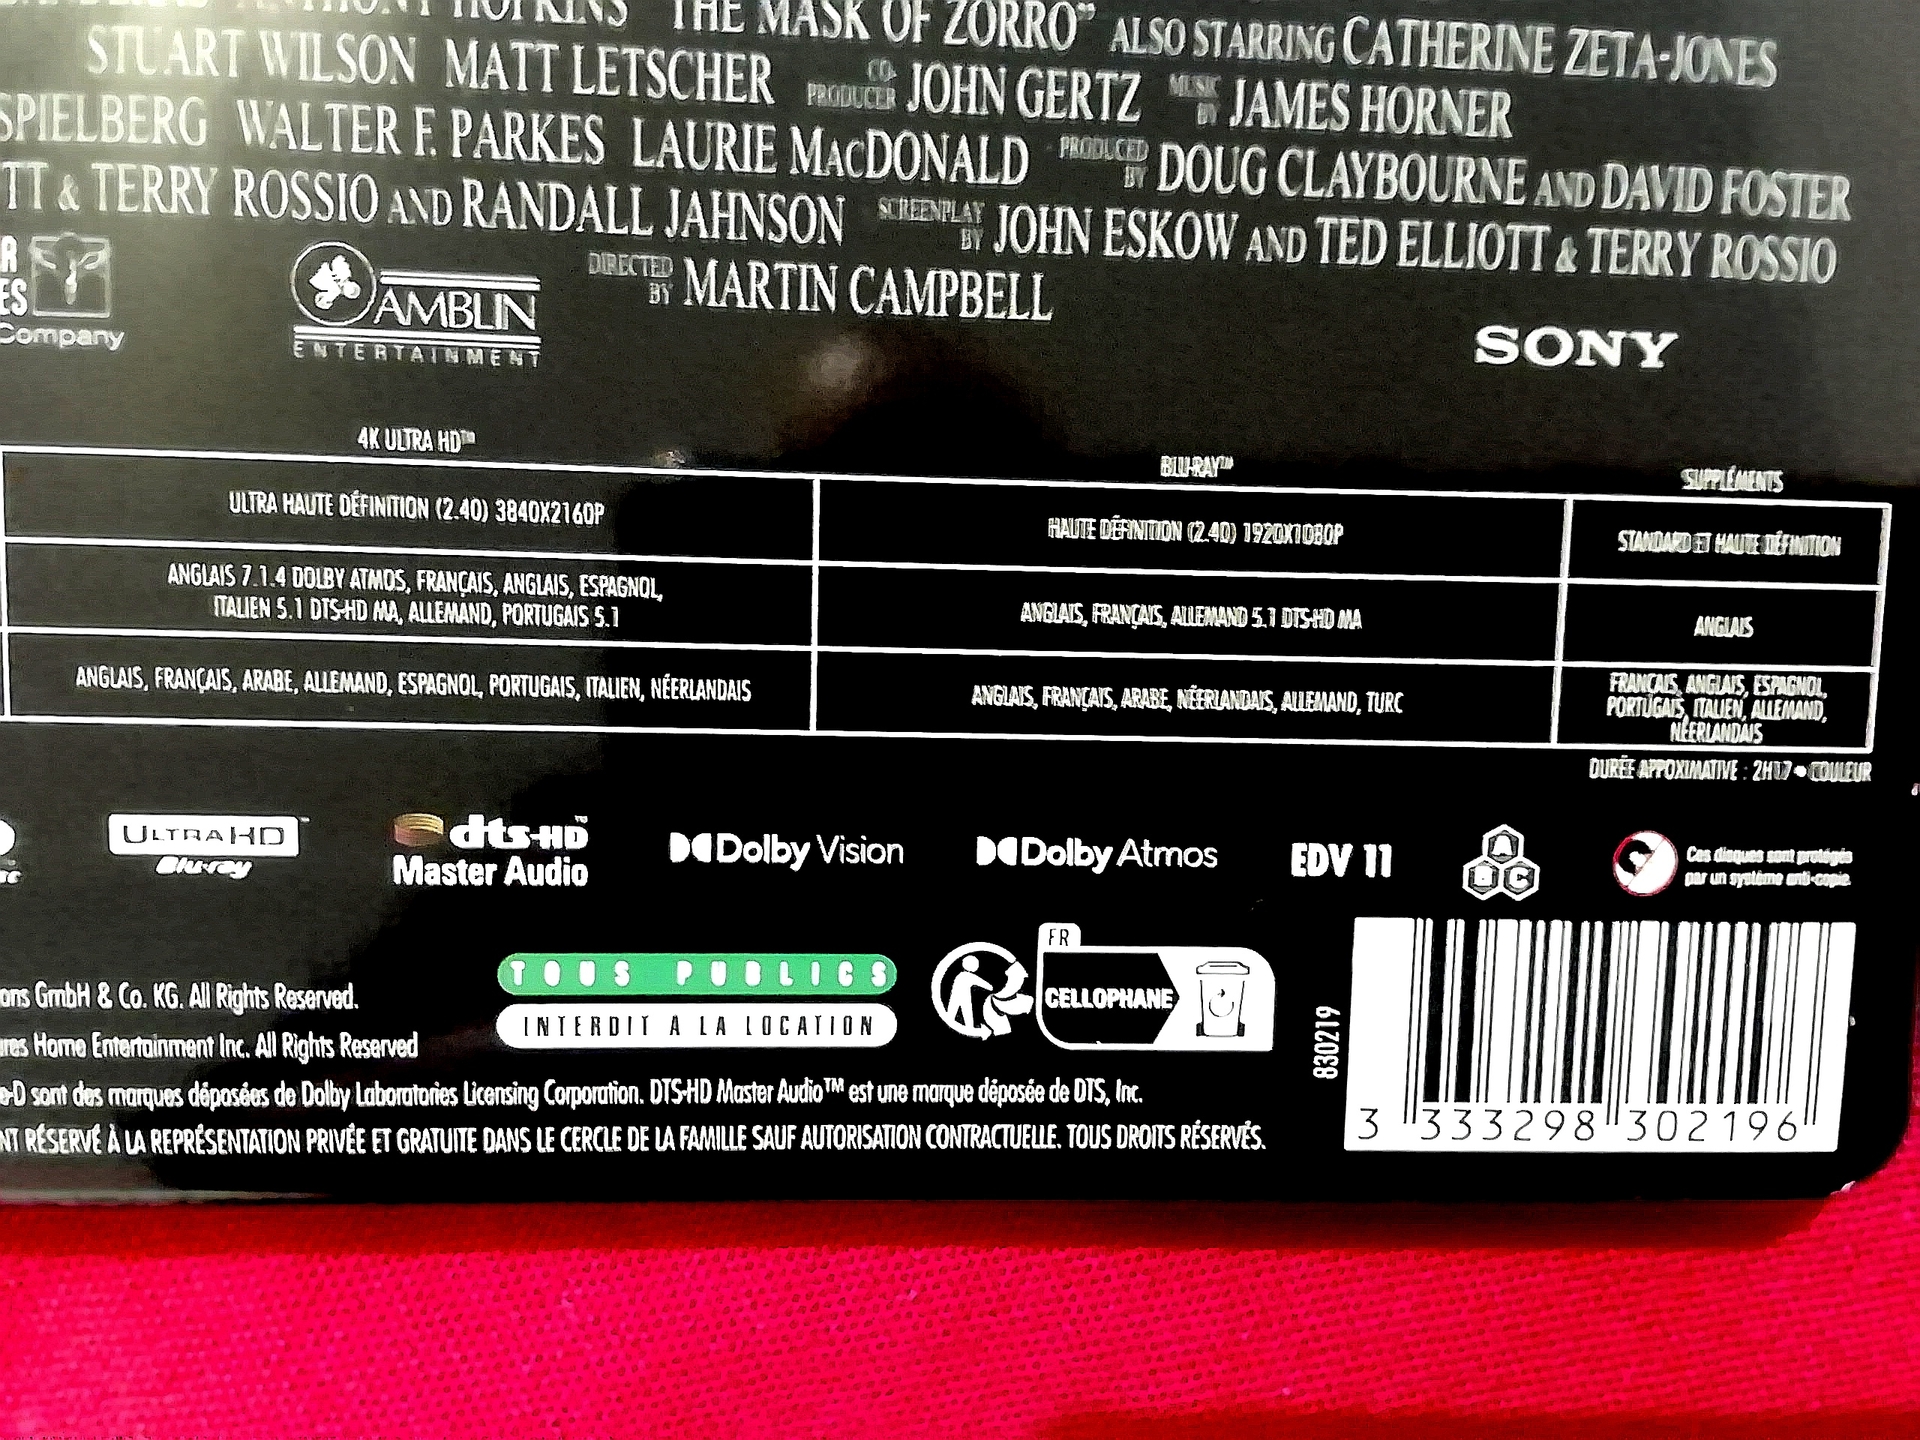 ANTHONY HOPKINS "THE MASK OF ZORRO" ALSO STARRING CATHERINE ZETA-JONES
STUART WILSON MATT LETSCHER CO-PRODUCER JOHN GERTZ MUSIC BY JAMES HORNER
SPIELBERG WALTER F. PARKES LAURIE MACDONALD PRODUCED BY DOUG CLAYBOURNE AND DAVID FOSTER
TT & TERRY ROSSIO AND RANDALL JAHNSON SCREENPLAY BY JOHN ESKOW AND TED ELLIOTT & TERRY ROSSIO
DIRECTED BY MARTIN CAMPBELL
R
ES
Company
AMBLIN
ENTERTAINMENT
SONY
4K ULTRA HD™ BLU-RAY™ SUPPLÉMENTS
ULTRA HAUTE DÉFINITION (2.40) 3840X2160P HAUTE DÉFINITION (2.40) 1920X1080P STANDARD ET HAUTE DÉFINITION
ANGLAIS 7.1.4 DOLBY ATMOS, FRANÇAIS, ANGLAIS, ESPAGNOL,
ITALIEN 5.1 DTS-HD MA, ALLEMAND, PORTUGAIS 5.1
ANGLAIS, FRANÇAIS, ALLEMAND 5.1 DTS-HD MA
ANGLAIS
ANGLAIS, FRANÇAIS, ARABE, ALLEMAND, ESPAGNOL, PORTUGAIS, ITALIEN, NÉERLANDAIS
ANGLAIS, FRANÇAIS, ARABE, NÉERLANDAIS, ALLEMAND, TURC
FRANÇAIS, ANGLAIS, ESPAGNOL,
PORTUGAIS, ITALIEN, ALLEMAND,
NÉERLANDAIS
DURÉE APPOXIMATIVE : 2H17 • COULEUR
ULTRA HD™
Blu-ray
dts-HD™
Master Audio
Dolby Vision
Dolby Atmos
EDV 11
A
B C
Ces disques sont protégés
par un système anti-copie.
TOUS PUBLICS
INTERDIT A LA LOCATION
FR
CELLOPHANE
830219
3 333298 302196
ons GmbH & Co. KG. All Rights Reserved.
ures Home Entertainment Inc. All Rights Reserved
e-D sont des marques déposées de Dolby Laboratories Licensing Corporation. DTS-HD Master Audio™ est une marque déposée de DTS, Inc.
NT RÉSERVÉ À LA REPRÉSENTATION PRIVÉE ET GRATUITE DANS LE CERCLE DE LA FAMILLE SAUF AUTORISATION CONTRACTUELLE. TOUS DROITS RÉSERVÉS.